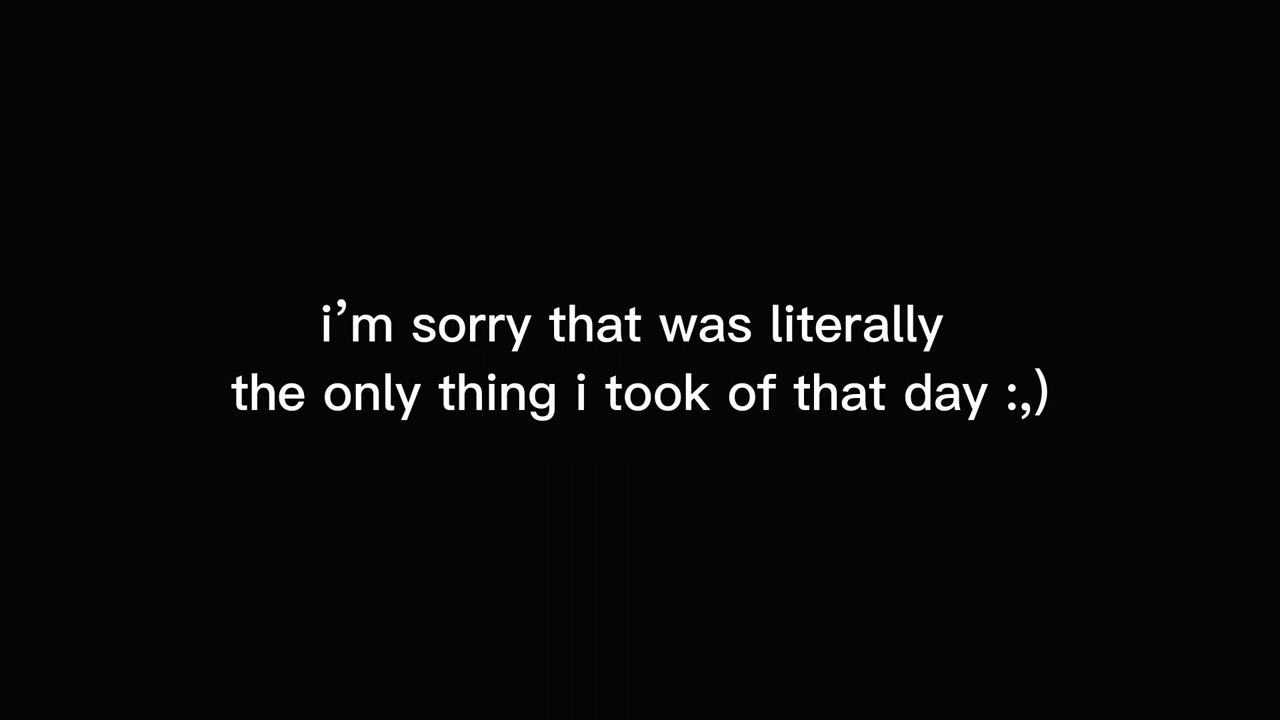 i’m sorry that was literally
the only thing i took of that day :,)